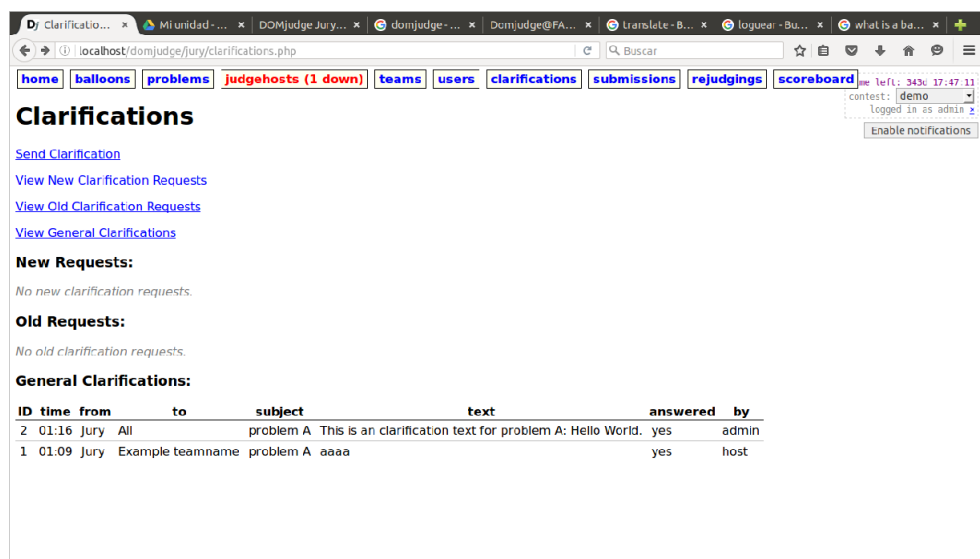 Dj Clarificatio... × Mi unidad - ... × DOMjudge Jury... × domjudge - ... × Domjudge@FA... × translate - B... × loguear - Bu... × what is a ba... ×
localhost/domjudge/jury/clarifications.php Buscar
home balloons problems judgehosts (1 down) teams users clarifications submissions rejudgings scoreboard
me left: 343d 17:47:11
contest: demo
logged in as admin ×
Enable notifications
Clarifications
Send Clarification
View New Clarification Requests
View Old Clarification Requests
View General Clarifications
New Requests:
No new clarification requests.
Old Requests:
No old clarification requests.
General Clarifications:
ID time from to subject text answered by
2 01:16 Jury All problem A This is an clarification text for problem A: Hello World. yes admin
1 01:09 Jury Example teamname problem A aaaa yes host